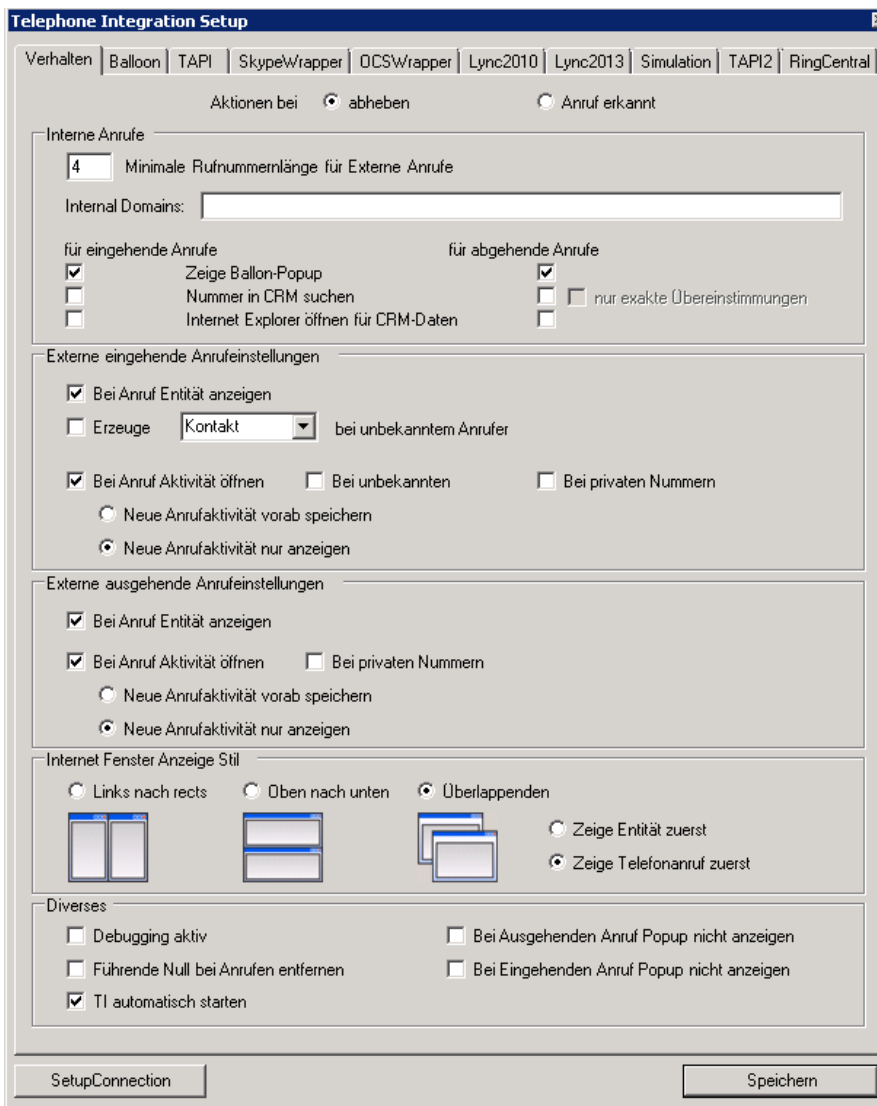 Telephone Integration Setup
Verhalten Balloon TAPI SkypeWrapper OCSWrapper Lync2010 Lync2013 Simulation TAPI2 RingCentral
Aktionen bei abheben Anruf erkannt
Interne Anrufe
4 Minimale Rufnummernlänge für Externe Anrufe
Internal Domains:
für eingehende Anrufe für abgehende Anrufe
Zeige Ballon-Popup
Nummer in CRM suchen nur exakte Übereinstimmungen
Internet Explorer öffnen für CRM-Daten
Externe eingehende Anrufeinstellungen
Bei Anruf Entität anzeigen
Erzeuge Kontakt bei unbekanntem Anrufer
Bei Anruf Aktivität öffnen Bei unbekannten Bei privaten Nummern
Neue Anrufaktivität vorab speichern
Neue Anrufaktivität nur anzeigen
Externe ausgehende Anrufeinstellungen
Bei Anruf Entität anzeigen
Bei Anruf Aktivität öffnen Bei privaten Nummern
Neue Anrufaktivität vorab speichern
Neue Anrufaktivität nur anzeigen
Internet Fenster Anzeige Stil
Links nach rects Oben nach unten Überlappenden
Zeige Entität zuerst
Zeige Telefonanruf zuerst
Diverses
Debugging aktiv Bei Ausgehenden Anruf Popup nicht anzeigen
Führende Null bei Anrufen entfernen Bei Eingehenden Anruf Popup nicht anzeigen
TI automatisch starten
SetupConnection Speichern